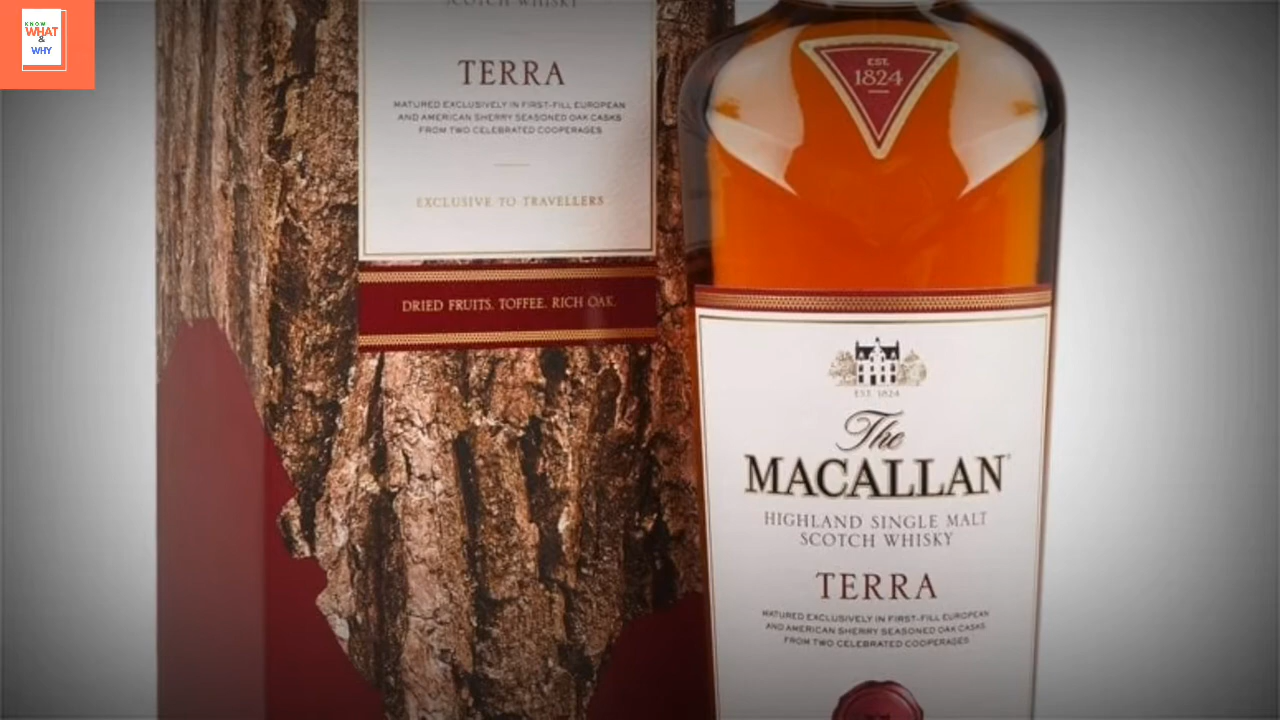 KNOW
WHAT
&
WHY
SCOTCH WHISKY
TERRA
MATURED EXCLUSIVELY IN FIRST-FILL EUROPEAN
AND AMERICAN SHERRY SEASONED OAK CASKS
FROM TWO CELEBRATED COOPERAGES
EXCLUSIVE TO TRAVELLERS
DRIED FRUITS. TOFFEE. RICH OAK.
EST.
1824
EST. 1824
The
MACALLAN
HIGHLAND SINGLE MALT
SCOTCH WHISKY
TERRA
MATURED EXCLUSIVELY IN FIRST-FILL EUROPEAN
AND AMERICAN SHERRY SEASONED OAK CASKS
FROM TWO CELEBRATED COOPERAGES